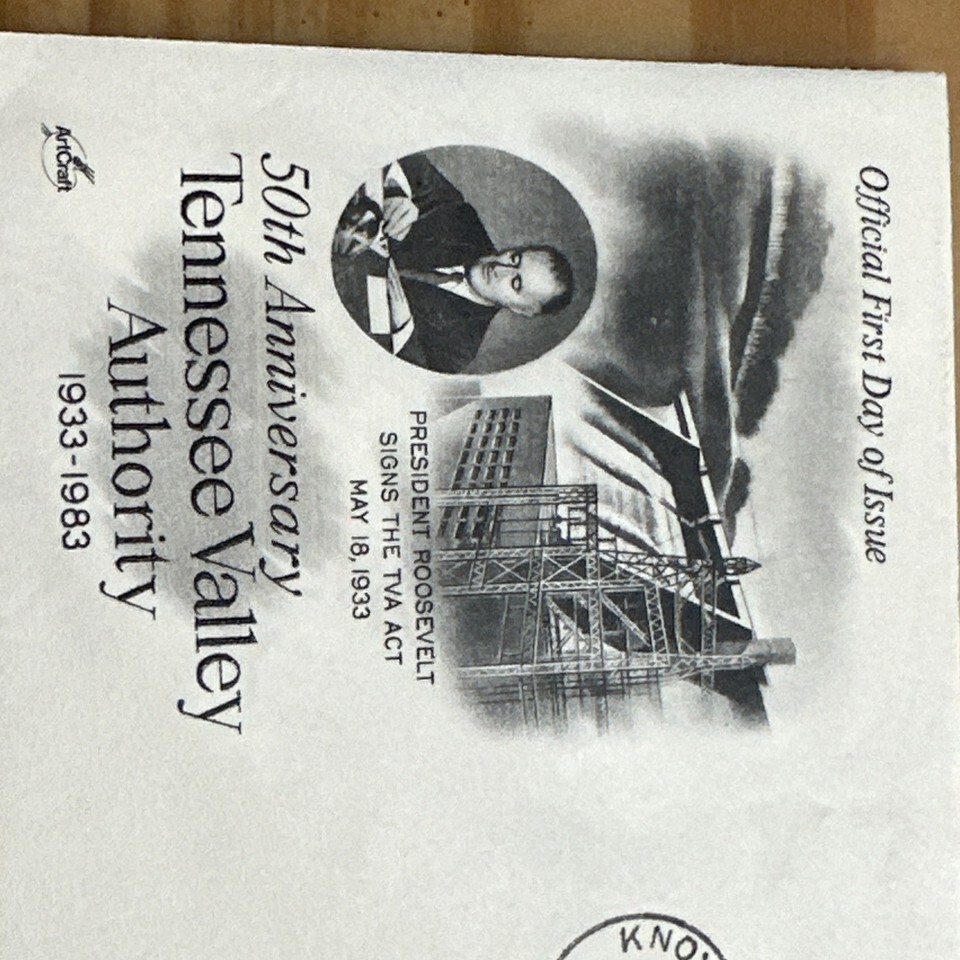 Official First Day of Issue
PRESIDENT ROOSEVELT
SIGNS THE TVA ACT
MAY 18, 1933
50th Anniversary
Tennessee Valley
Authority
1933-1983
ArtCraft
KNO